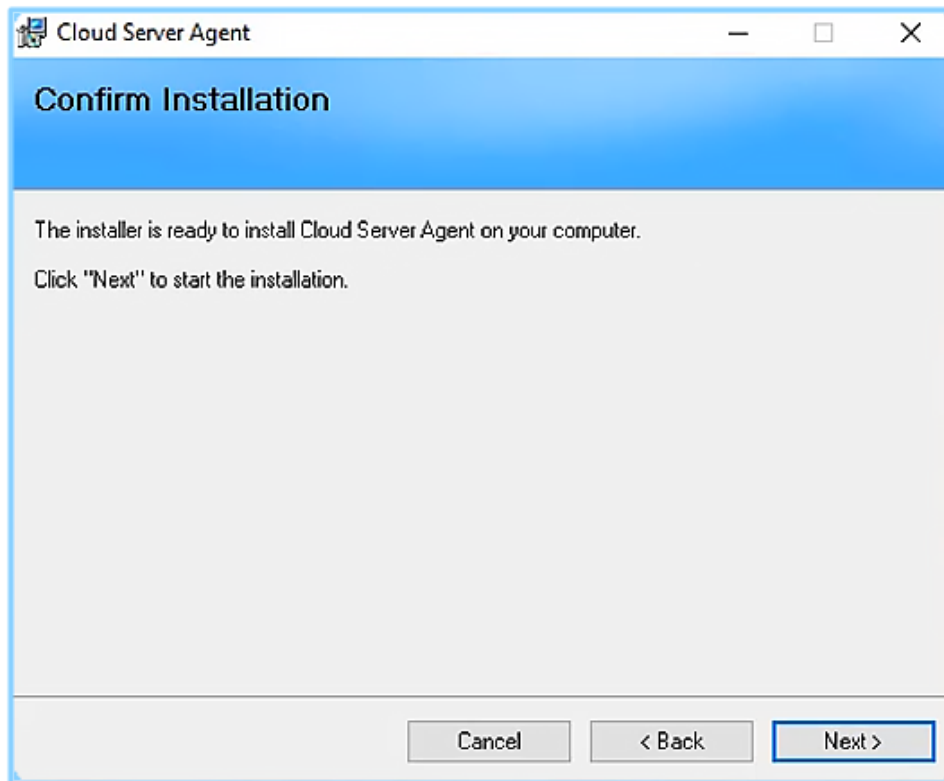 Cloud Server Agent
Confirm Installation
The installer is ready to install Cloud Server Agent on your computer.
Click "Next" to start the installation.
Cancel
< Back
Next >